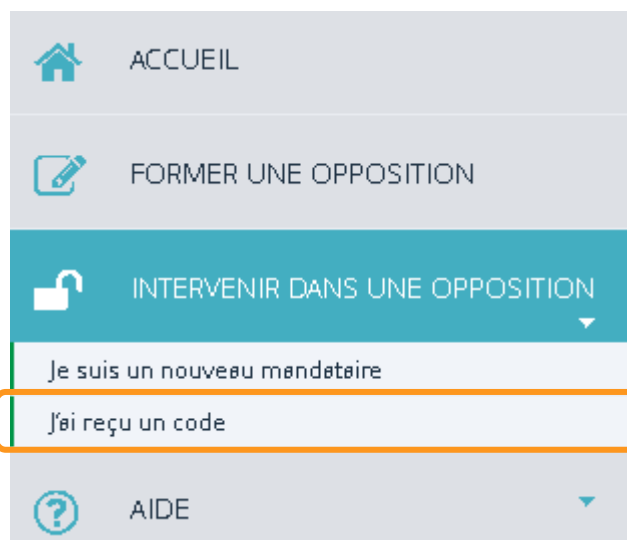 ACCUEIL
FORMER UNE OPPOSITION
INTERVENIR DANS UNE OPPOSITION
Je suis un nouveau mandataire
J'ai reçu un code
AIDE